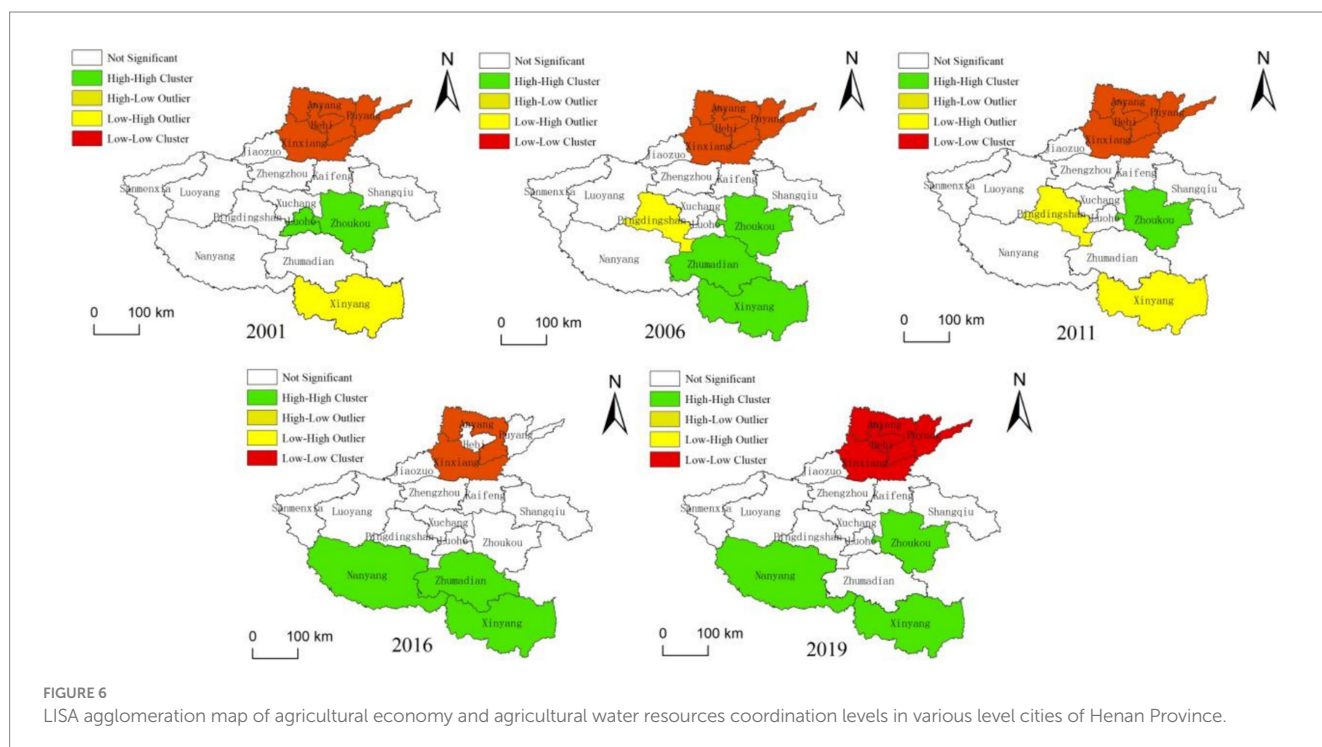 Not Significant
High-High Cluster
High-Low Outlier
Low-High Outlier
Low-Low Cluster
N
Anyang
Puyang
Hebi
Xinxiang
Jiaozuo
Zhengzhou
Kaifeng
Sanmenxia
Luoyang
Shangqiu
Xuchang
Pingdingshan
Luohe
Zhoukou
Nanyang
Zhumadian
Xinyang
0 100 km
2001
Not Significant
High-High Cluster
High-Low Outlier
Low-High Outlier
Low-Low Cluster
N
Anyang
Puyang
Hebi
Xinxiang
Jiaozuo
Zhengzhou
Kaifeng
Sanmenxia
Luoyang
Shangqiu
Xuchang
Pingdingshan
Luohe
Zhoukou
Nanyang
Zhumadian
Xinyang
0 100 km
2006
Not Significant
High-High Cluster
High-Low Outlier
Low-High Outlier
Low-Low Cluster
N
Anyang
Puyang
Hebi
Xinxiang
Jiaozuo
Zhengzhou
Kaifeng
Sanmenxia
Luoyang
Shangqiu
Xuchang
Pingdingshan
Luohe
Zhoukou
Nanyang
Zhumadian
Xinyang
0 100 km
2011
Not Significant
High-High Cluster
High-Low Outlier
Low-High Outlier
Low-Low Cluster
N
Anyang
Puyang
Hebi
Xinxiang
Jiaozuo
Zhengzhou
Kaifeng
Sanmenxia
Luoyang
Shangqiu
Xuchang
Pingdingshan
Luohe
Zhoukou
Nanyang
Zhumadian
Xinyang
0 100 km
2016
Not Significant
High-High Cluster
High-Low Outlier
Low-High Outlier
Low-Low Cluster
N
Anyang
Puyang
Hebi
Xinxiang
Jiaozuo
Zhengzhou
Kaifeng
Sanmenxia
Luoyang
Shangqiu
Xuchang
Pingdingshan
Luohe
Zhoukou
Nanyang
Zhumadian
Xinyang
0 100 km
2019
FIGURE 6
LISA agglomeration map of agricultural economy and agricultural water resources coordination levels in various level cities of Henan Province.